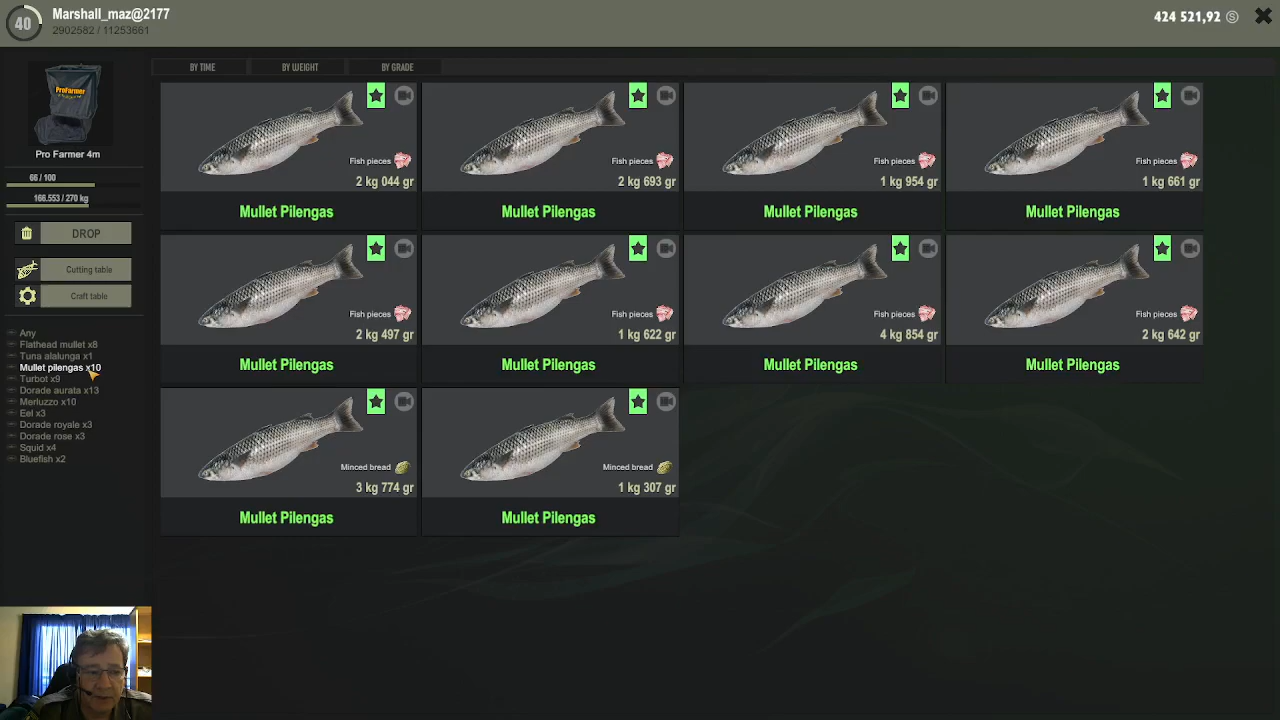 40
Marshall_maz@2177
2902582 / 11253661
424 521,92
BY TIME
BY WEIGHT
BY GRADE
ProFarmer
Pro Farmer 4m
66 / 100
166.553 / 270 kg
DROP
Cutting table
Craft table
Any
Flathead mullet x8
Tuna alalunga x1
Mullet pilengas x10
Turbot x9
Dorade aurata x13
Merluzzo x10
Eel x3
Dorade royale x3
Dorade rose x3
Squid x4
Bluefish x2
Fish pieces
2 kg 044 gr
Mullet Pilengas
Fish pieces
2 kg 693 gr
Mullet Pilengas
Fish pieces
1 kg 954 gr
Mullet Pilengas
Fish pieces
1 kg 661 gr
Mullet Pilengas
Fish pieces
2 kg 497 gr
Mullet Pilengas
Fish pieces
1 kg 622 gr
Mullet Pilengas
Fish pieces
4 kg 854 gr
Mullet Pilengas
Fish pieces
2 kg 642 gr
Mullet Pilengas
Minced bread
3 kg 774 gr
Mullet Pilengas
Minced bread
1 kg 307 gr
Mullet Pilengas